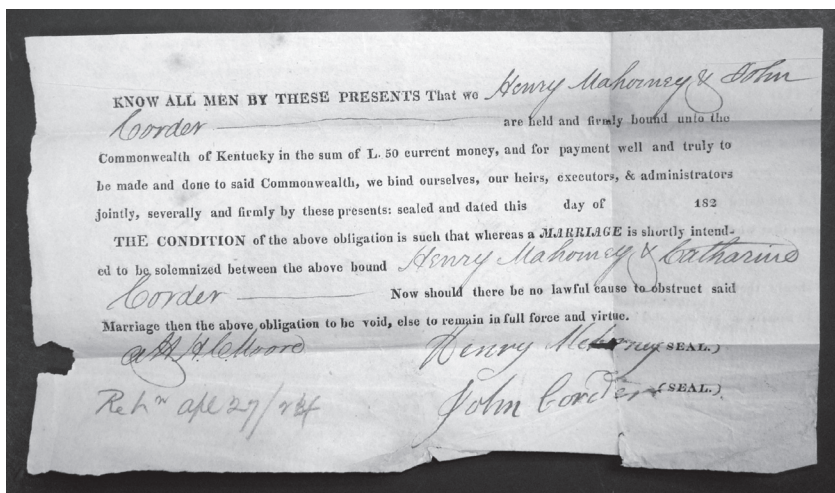 KNOW ALL MEN BY THESE PRESENTS That we Henry Mahorney & John
Corder are held and firmly bound unto the
Commonwealth of Kentucky in the sum of L. 50 current money, and for payment well and truly to
be made and done to said Commonwealth, we bind ourselves, our heirs, executors, & administrators
jointly, severally and firmly by these presents: sealed and dated this day of 182
THE CONDITION of the above obligation is such that whereas a MARRIAGE is shortly intend-
ed to be solemnized between the above bound Henry Mahorney & Catharine
Corder Now should there be no lawful cause to obstruct said
Marriage then the above obligation to be void, else to remain in full force and virtue.
Moore Henry (SEAL.)
John Corder (SEAL.)
Retn apl 27/24